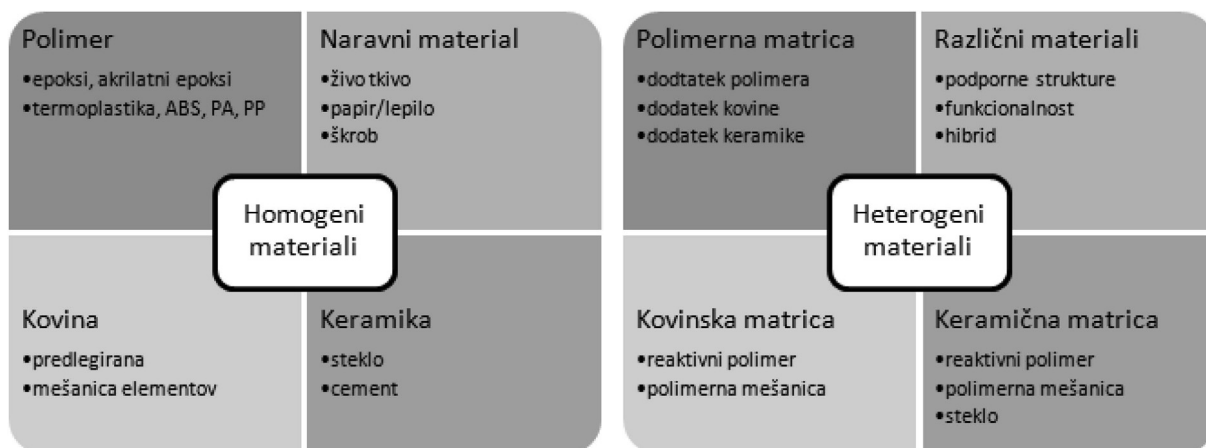 Polimer
•epoksi, akrilatni epoksi
•termoplastika, ABS, PA, PP
Naravni material
•živo tkivo
•papir/lepilo
•škrob
Homogeni
materiali
Kovina
•predlegirana
•mešanica elementov
Keramika
•steklo
•cement
Polimerna matrica
•dodtatek polimera
•dodatek kovine
•dodatek keramike
Različni materiali
•podporne strukture
•funkcionalnost
•hibrid
Heterogeni
materiali
Kovinska matrica
•reaktivni polimer
•polimerna mešanica
Keramična matrica
•reaktivni polimer
•polimerna mešanica
•steklo